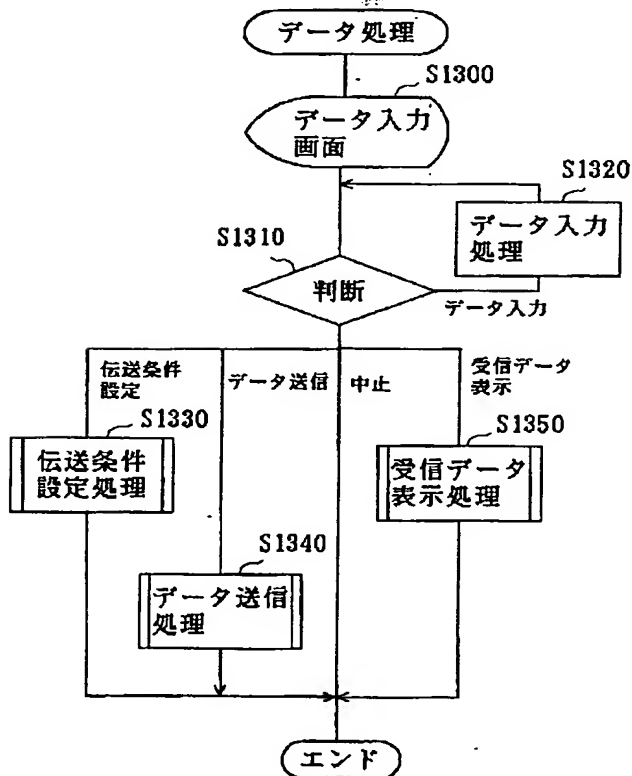 データ処理
S1300
データ入力
画面
S1320
データ入力
処理
S1310
判断
データ入力
伝送条件
設定
データ送信
中止
受信データ
表示
S1330
伝送条件
設定処理
S1350
受信データ
表示処理
S1340
データ送信
処理
エンド